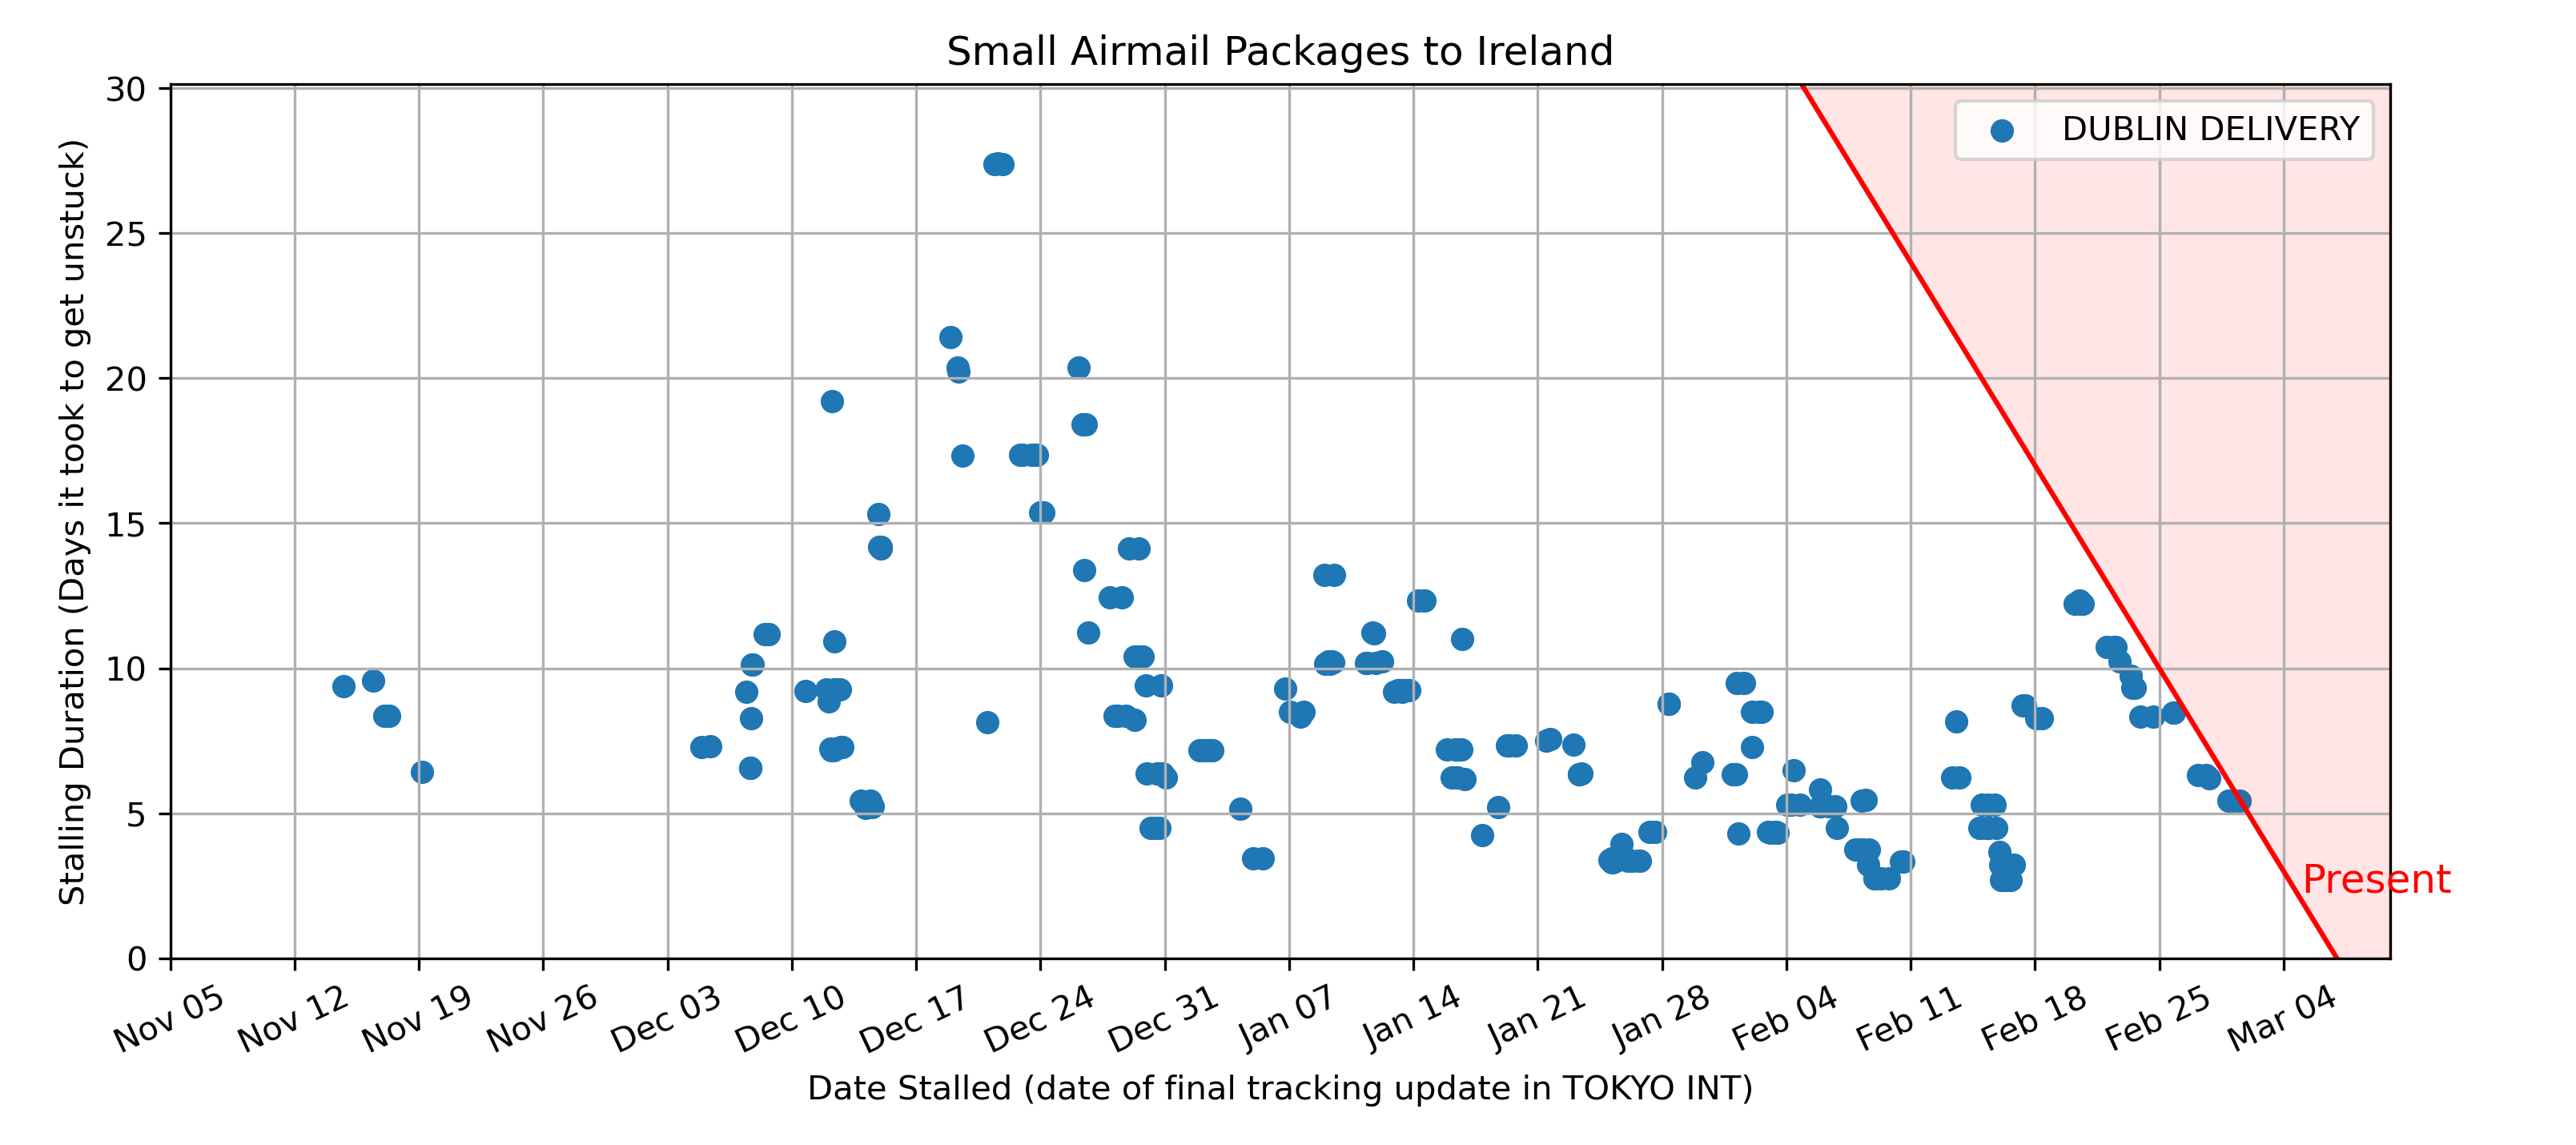 Small Airmail Packages to Ireland
DUBLIN DELIVERY
30
25
20
15
10
5
0
Stalling Duration (Days it took to get unstuck)
Present
Nov 05
Nov 12
Nov 19
Nov 26
Dec 03
Dec 10
Dec 17
Dec 24
Dec 31
Jan 07
Jan 14
Jan 21
Jan 28
Feb 04
Feb 11
Feb 18
Feb 25
Mar 04
Date Stalled (date of final tracking update in TOKYO INT)